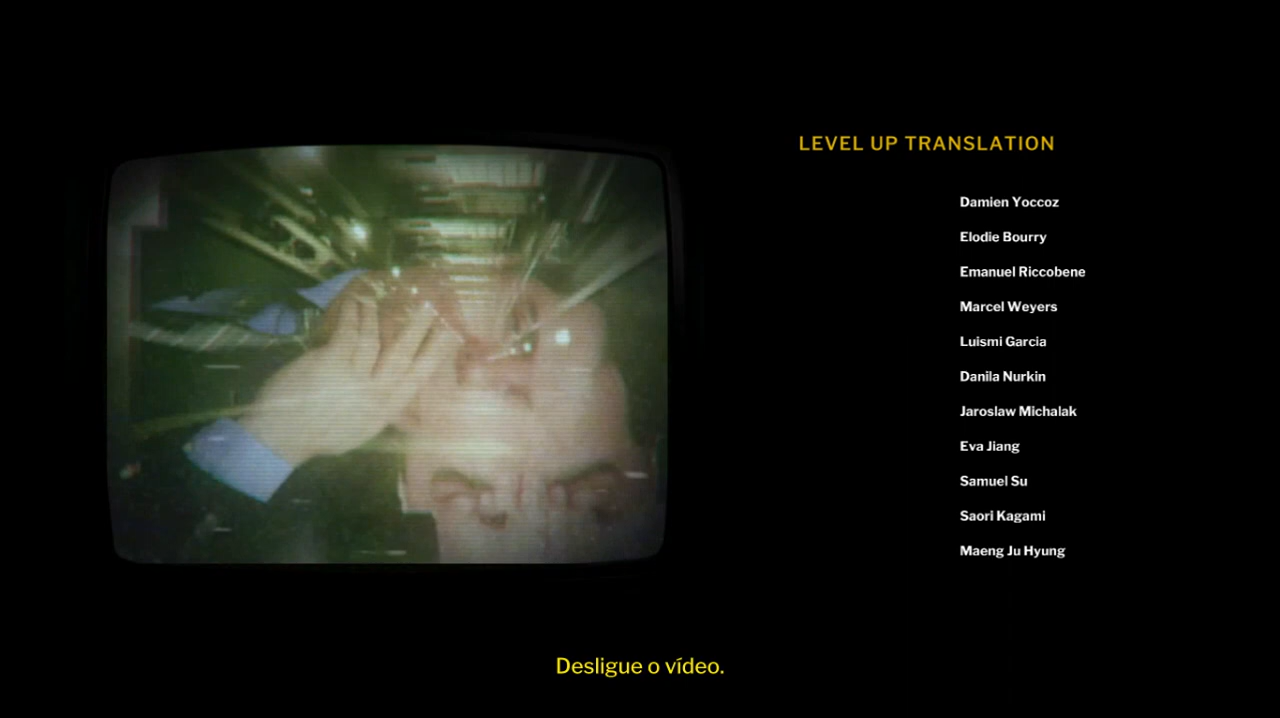 LEVEL UP TRANSLATION
Damien Yoccoz
Elodie Bourry
Emanuel Riccobene
Marcel Weyers
Luismi Garcia
Danila Nurkin
Jaroslaw Michalak
Eva Jiang
Samuel Su
Saori Kagami
Maeng Ju Hyung
Desligue o vídeo.